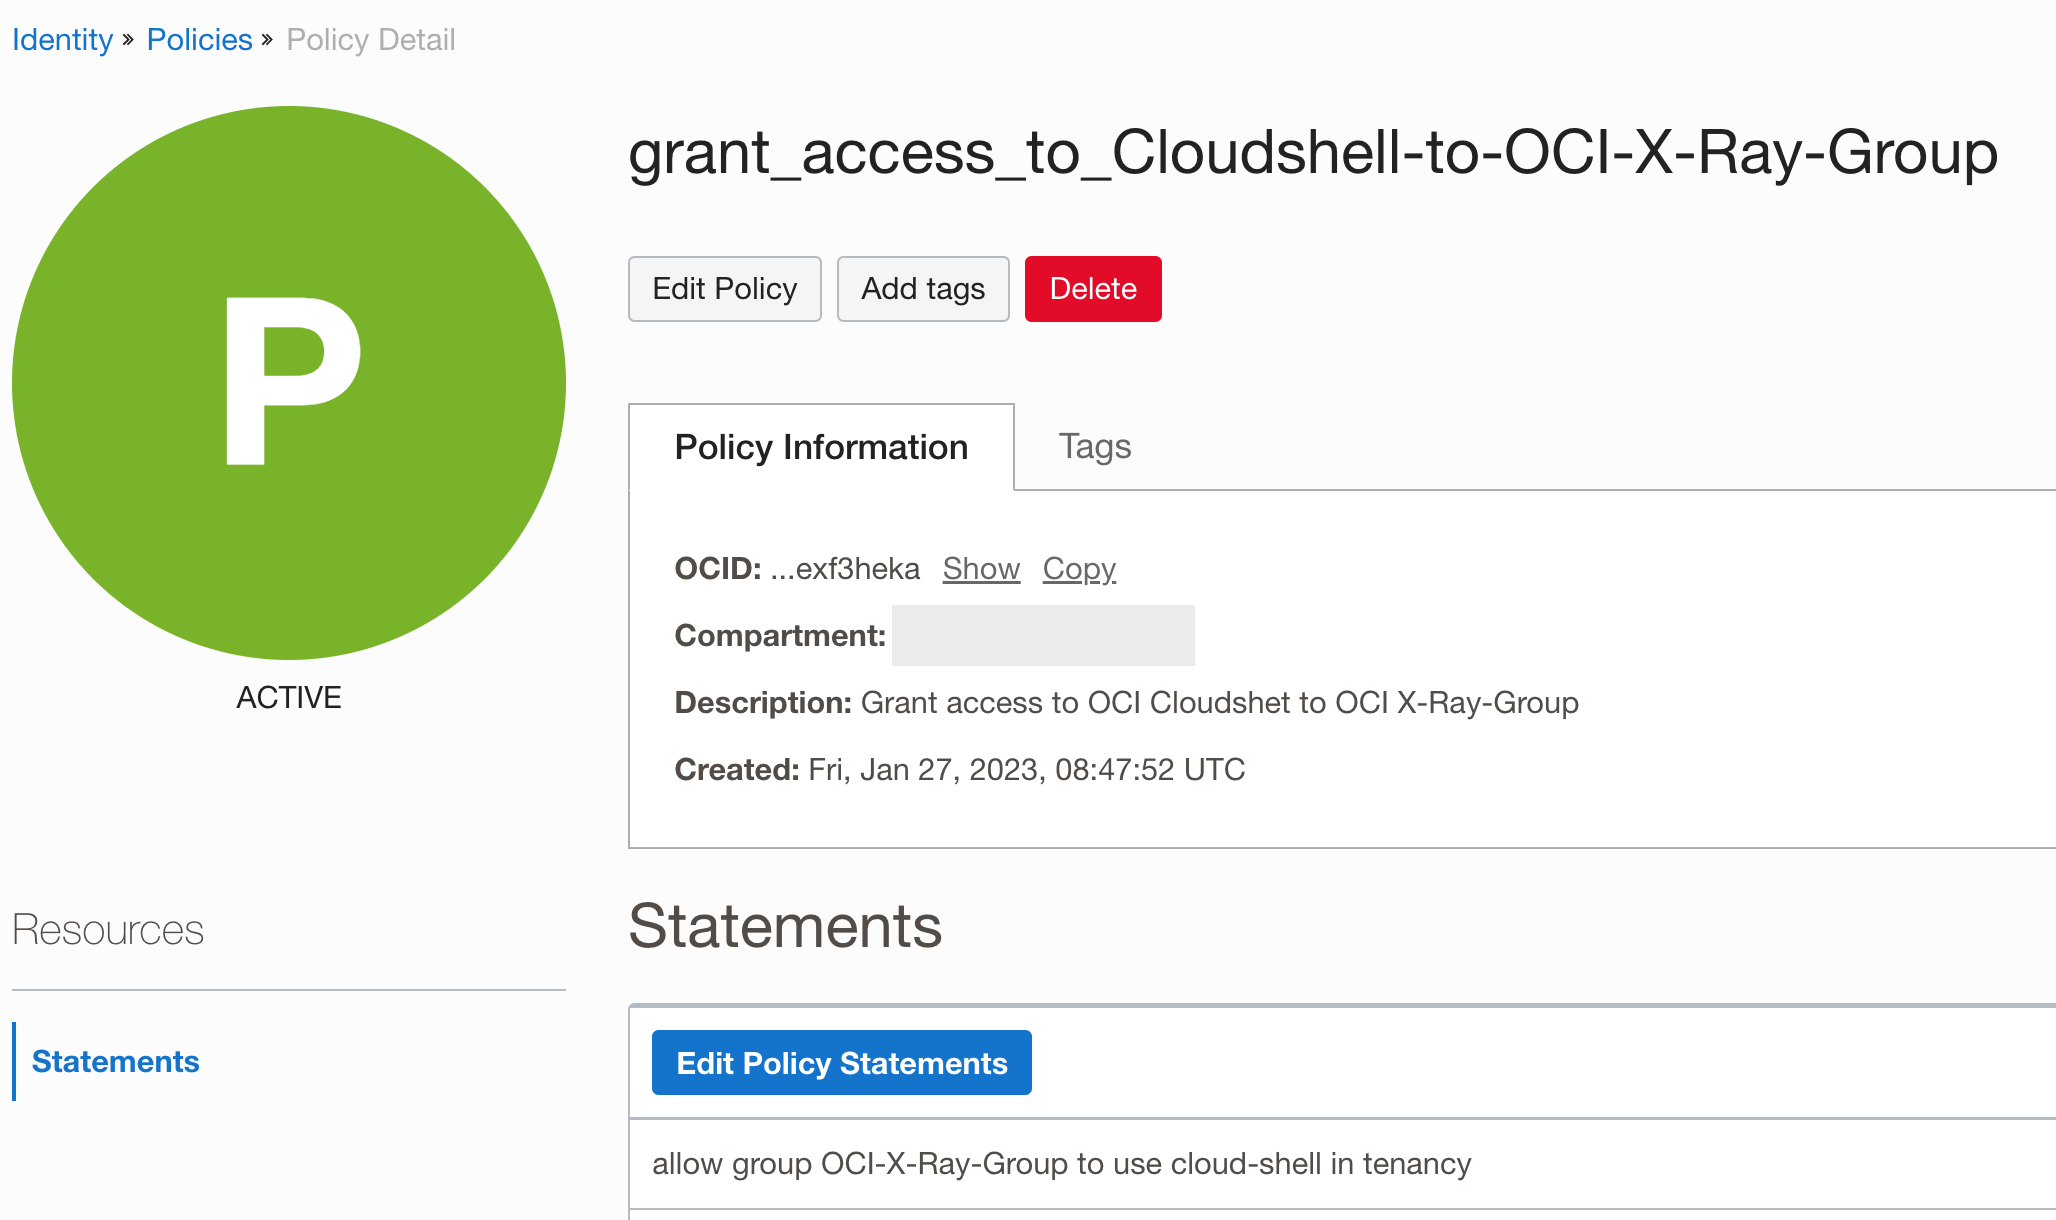 Identity » Policies » Policy Detail
P
ACTIVE
grant_access_to_Cloudshell-to-OCI-X-Ray-Group
Edit Policy Add tags Delete
Policy Information Tags
OCID: ...exf3heka Show Copy
Compartment:
Description: Grant access to OCI Cloudshet to OCI X-Ray-Group
Created: Fri, Jan 27, 2023, 08:47:52 UTC
Resources
Statements
Statements
Edit Policy Statements
allow group OCI-X-Ray-Group to use cloud-shell in tenancy